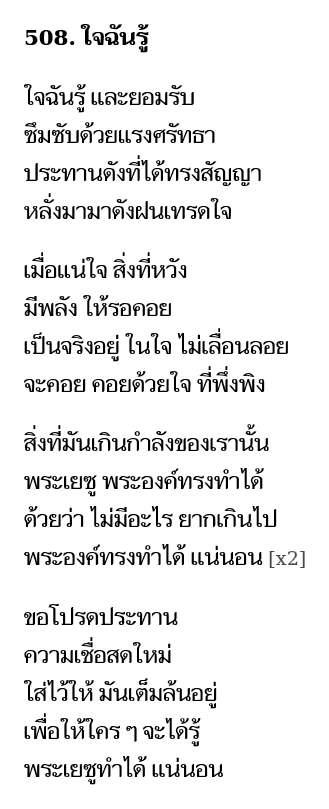 508. ใจฉันรู้
ใจฉันรู้ และยอมรับ
ซึมซับด้วยแรงศรัทธา
ประทานดังที่ได้ทรงสัญญา
หลั่งมามาดังฝนเทรดใจ
เมื่อแน่ใจ สิ่งที่หวัง
มีพลัง ให้รอคอย
เป็นจริงอยู่ ในใจ ไม่เลื่อนลอย
จะคอย คอยด้วยใจ ที่พึ่งพิง
สิ่งที่มันเกินกำลังของเรานั้น
พระเยซู พระองค์ทรงทำได้
ด้วยว่า ไม่มีอะไร ยากเกินไป
พระองค์ทรงทำได้ แน่นอน [x2]
ขอโปรดประทาน
ความเชื่อสดใหม่
ใส่ไว้ให้ มันเต็มล้นอยู่
เพื่อให้ใคร ๆ จะได้รู้
พระเยซูทำได้ แน่นอน